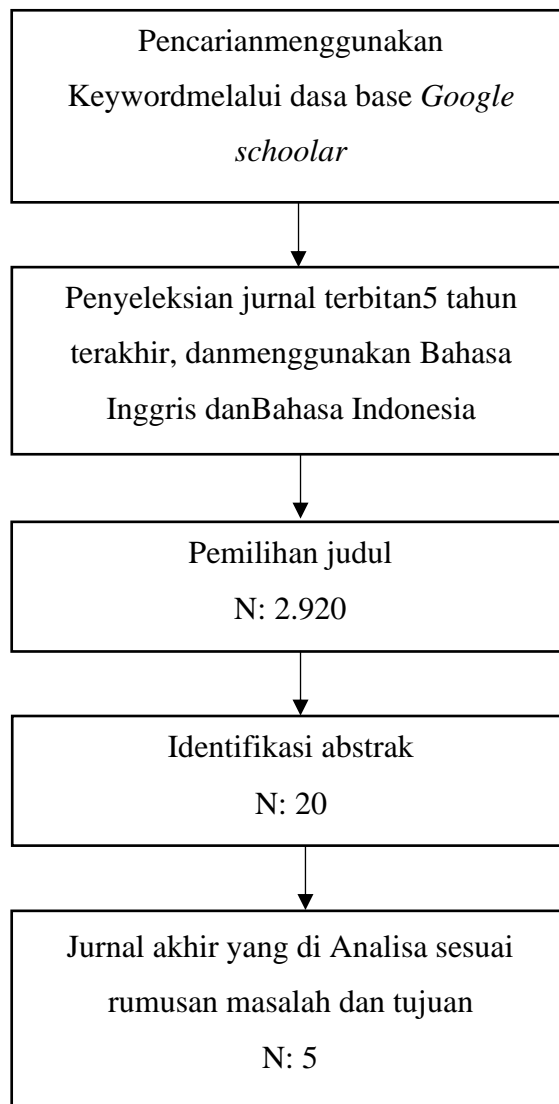 Pencarianmenggunakan
Keywordmelalui dasa base Google
schoolar
Penyeleksian jurnal terbitan5 tahun
terakhir, danmenggunakan Bahasa
Inggris danBahasa Indonesia
Pemilihan judul
N: 2.920
Identifikasi abstrak
N: 20
Jurnal akhir yang di Analisa sesuai
rumusan masalah dan tujuan
N: 5